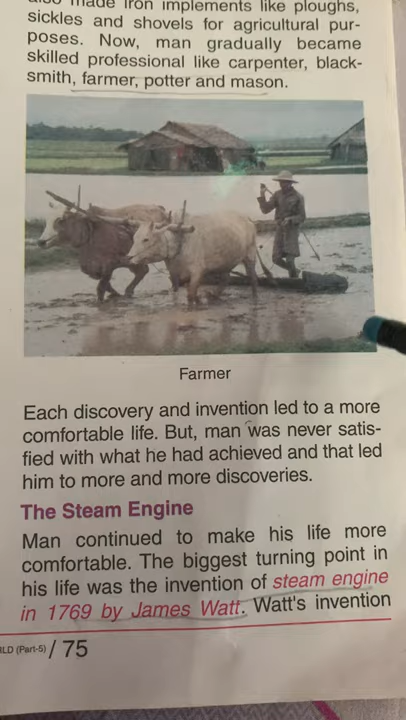 made iron implements like ploughs,
sickles and shovels for agricultural pur-
poses. Now, man gradually became
skilled professional like carpenter, black-
smith, farmer, potter and mason.
Farmer
Each discovery and invention led to a more
comfortable life. But, man was never satis-
fied with what he had achieved and that led
him to more and more discoveries.
The Steam Engine
Man continued to make his life more
comfortable. The biggest turning point in
his life was the invention of steam engine
in 1769 by James Watt. Watt's invention
LD (Part-5) / 75